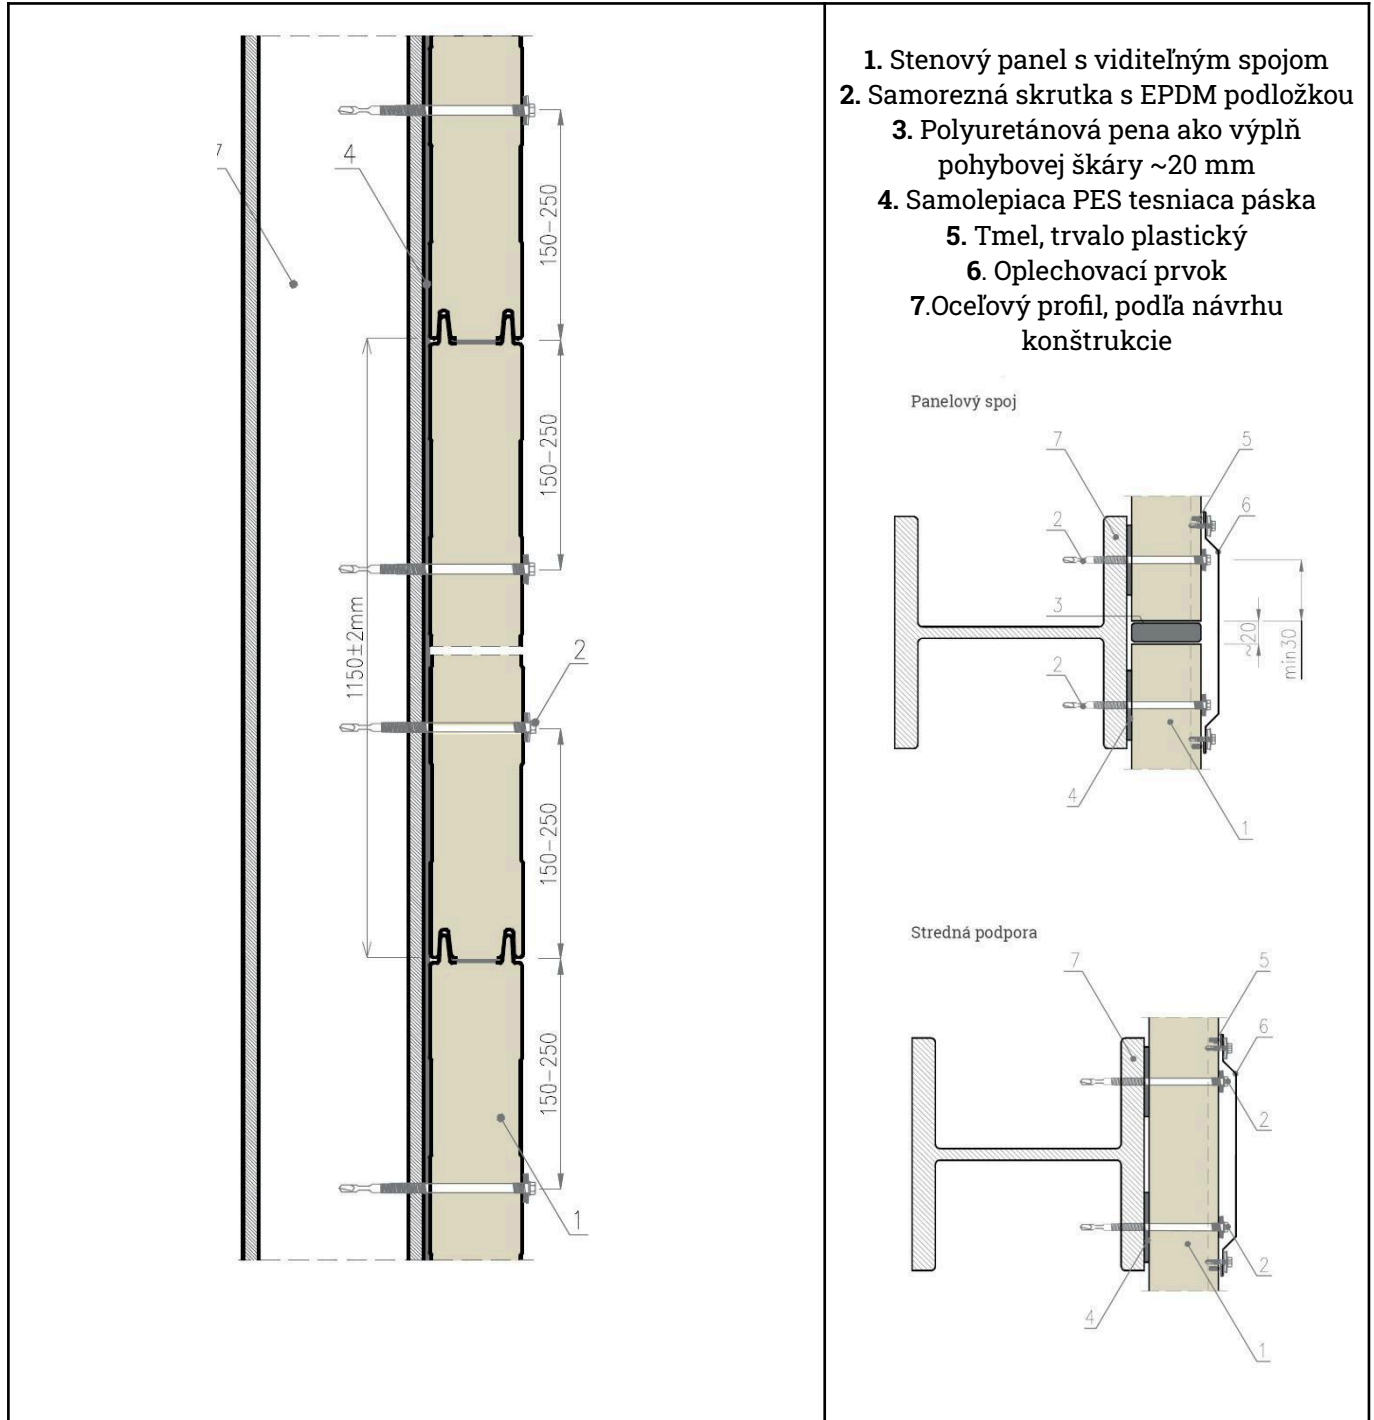 7
4
150-250
150-250
1150±2mm
2
150-250
150-250
1
1. Stenový panel s viditeľným spojom
2. Samorezná skrutka s EPDM podložkou
3. Polyuretánová pena ako výplň
pohybovej škáry ~20 mm
4. Samolepiaca PES tesniaca páska
5. Tmel, trvalo plastický
6. Oplechovací prvok
7.Oceľový profil, podľa návrhu
konštrukcie
Panelový spoj
7
5
2
6
3
~20
min30
2
4
1
Stredná podpora
7
5
6
2
2
4
1